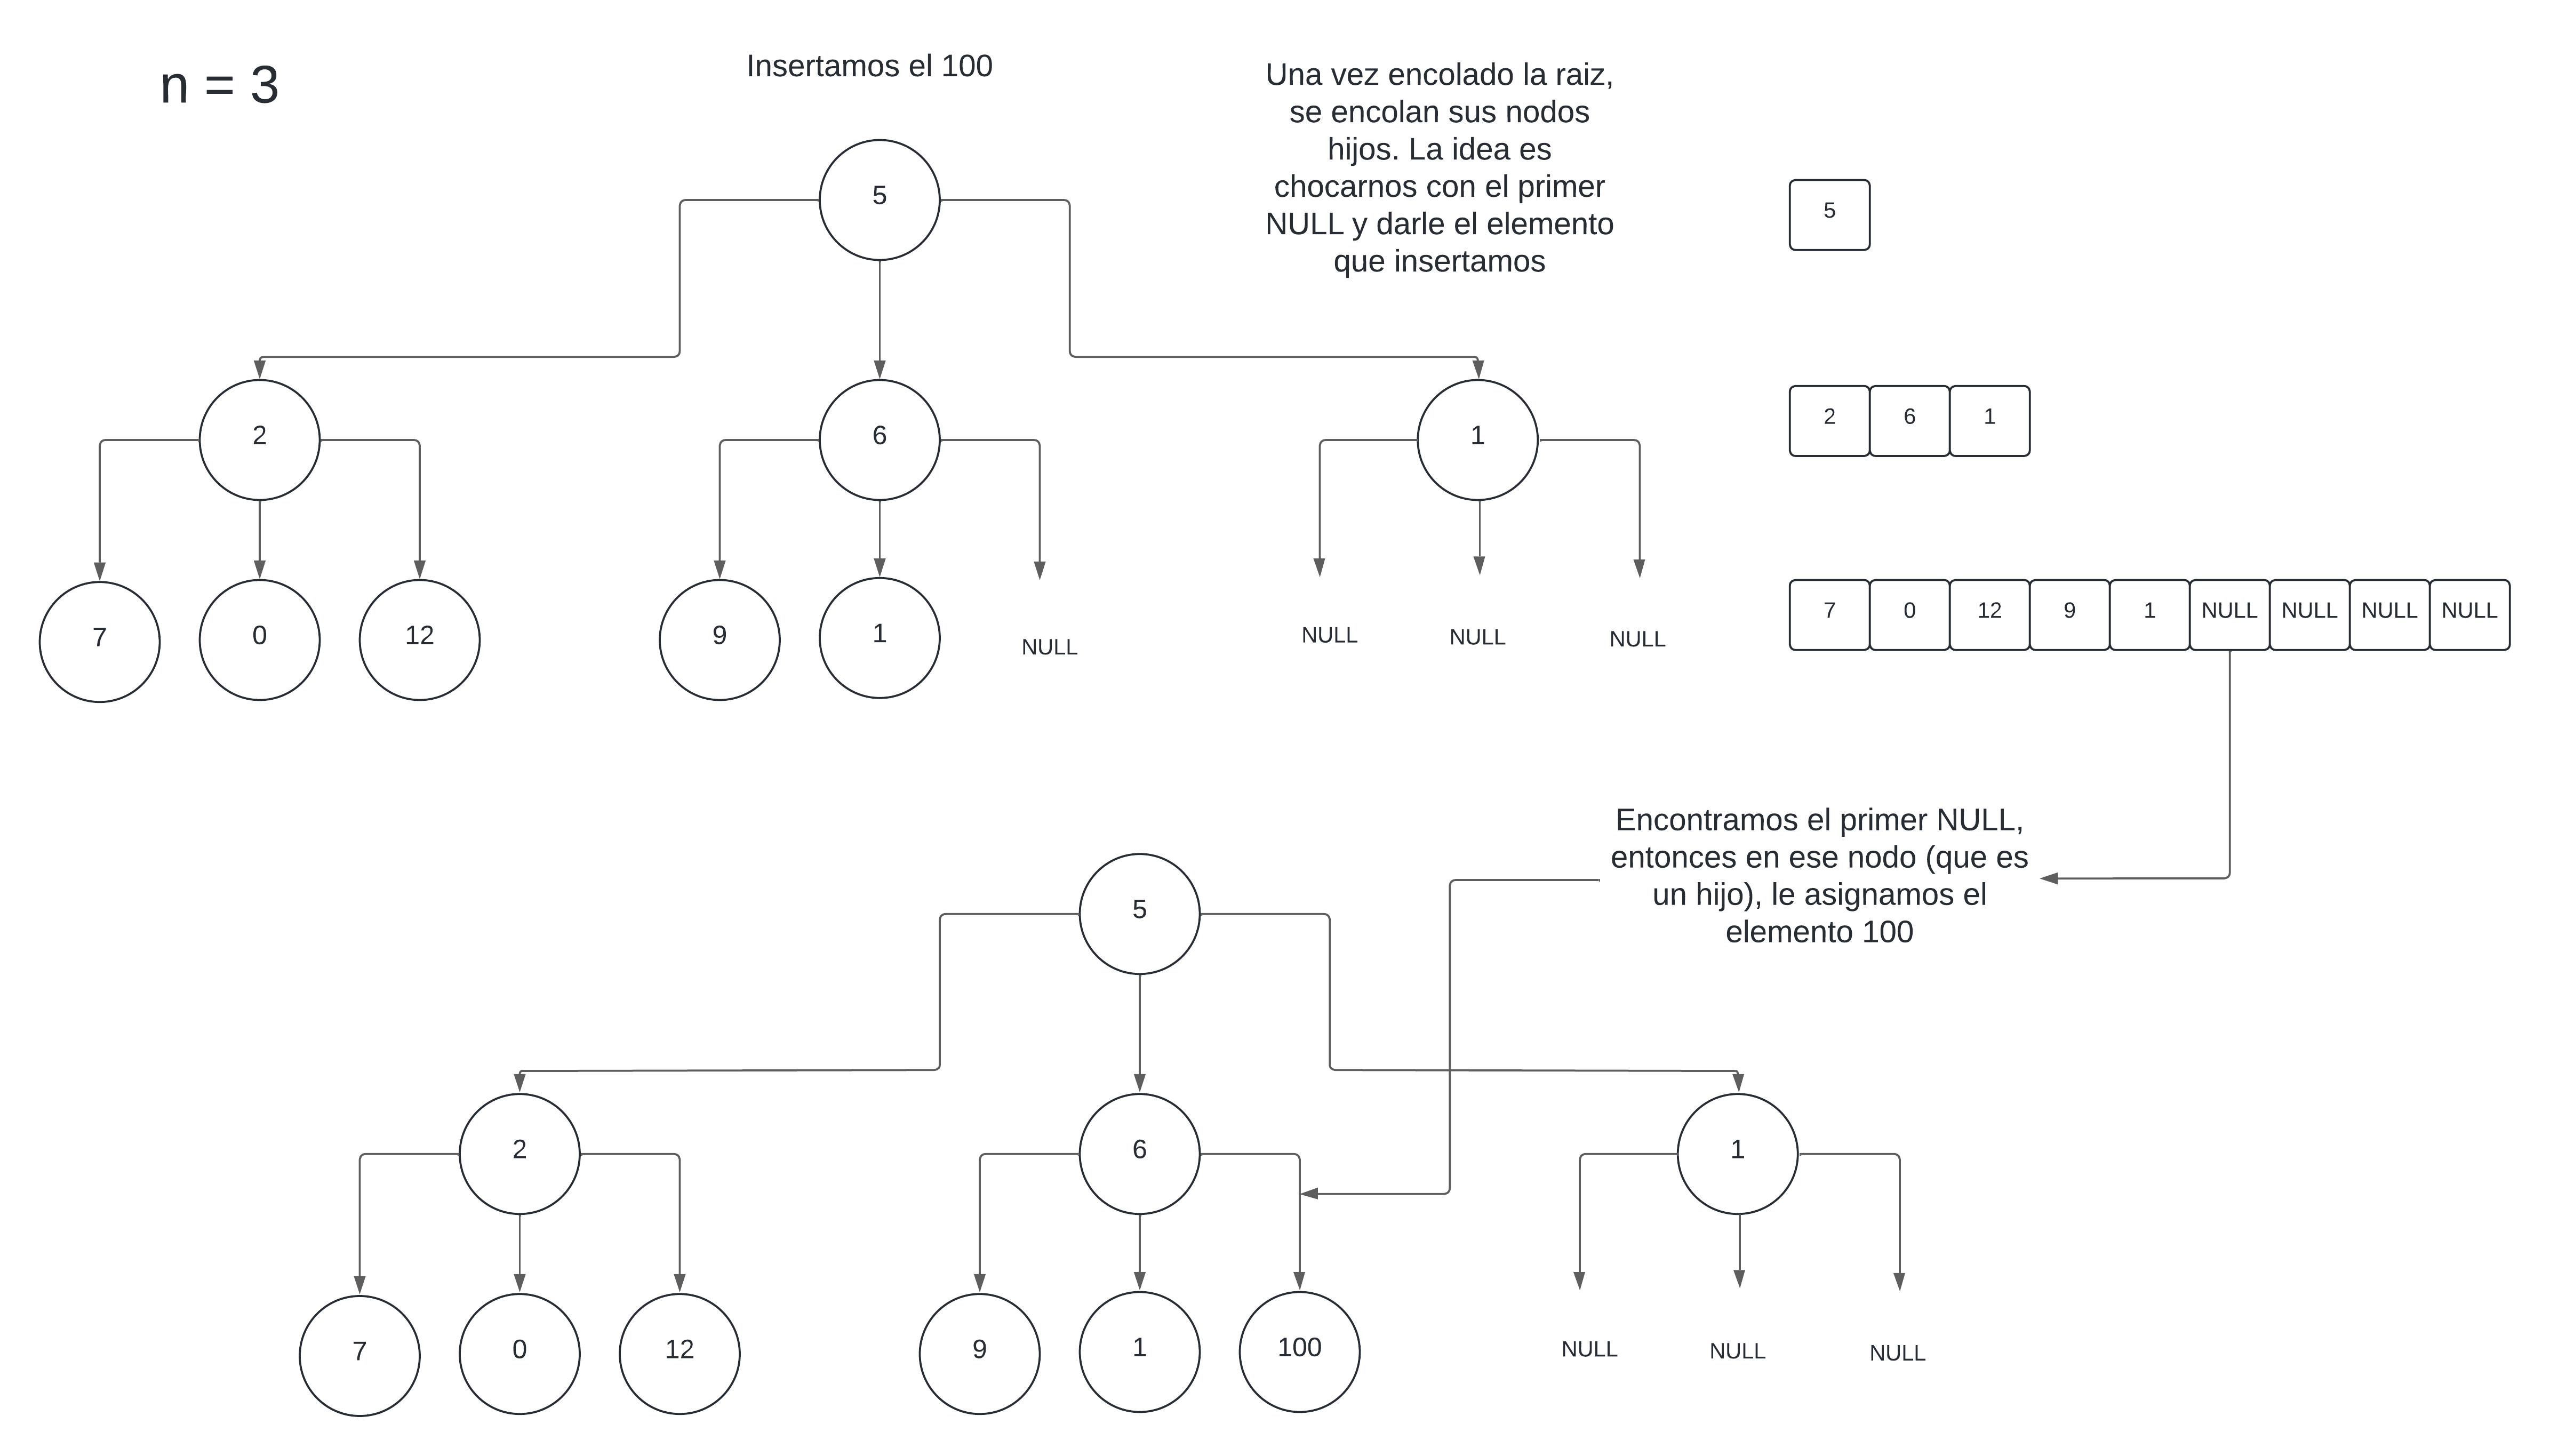 n = 3
Insertamos el 100
Una vez encolado la raiz,
se encolan sus nodos
hijos. La idea es
chocarnos con el primer
NULL y darle el elemento
que insertamos
5
5
2 6 1
2 6 1
7 0 12 9 1 NULL NULL NULL NULL
7 0 12 9 1 NULL NULL NULL NULL
Encontramos el primer NULL,
entonces en ese nodo (que es
un hijo), le asignamos el
elemento 100
5
2 6 1
7 0 12 9 1 100 NULL NULL NULL